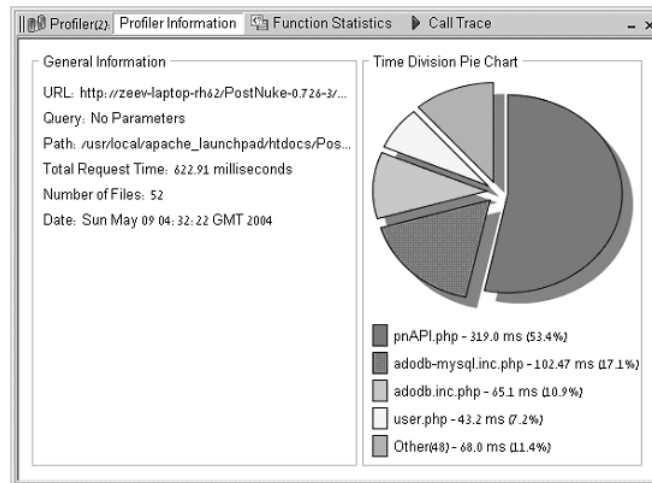 Profiler(2): Profiler Information Function Statistics Call Trace
General Information
URL: http://zeev-laptop-rh62/PostNuke-0.726-3/...
Query: No Parameters
Path: /usr/local/apache_launchpad/htdocs/Pos...
Total Request Time: 622.91 milliseconds
Number of Files: 52
Date: Sun May 09 04:32:22 GMT 2004
Time Division Pie Chart
pnAPI.php - 319.0 ms (53.4%)
adodb-mysql.inc.php - 102.47 ms (17.1%)
adodb.inc.php - 65.1 ms (10.9%)
user.php - 43.2 ms (7.2%)
Other(48) - 68.0 ms (11.4%)